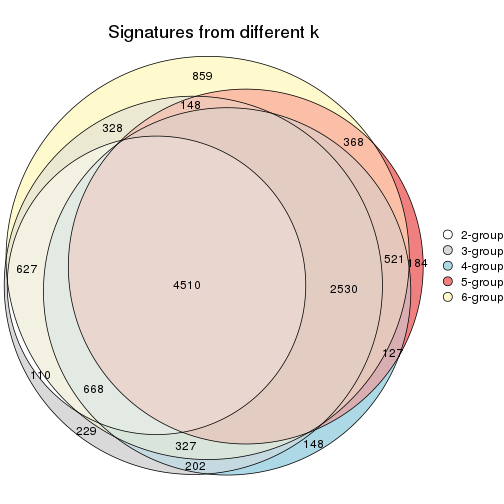 Signatures from different k
859
148
328
368
627
521
184
4510
2530
127
110
668
229
327
148
202
2-group
3-group
4-group
5-group
6-group